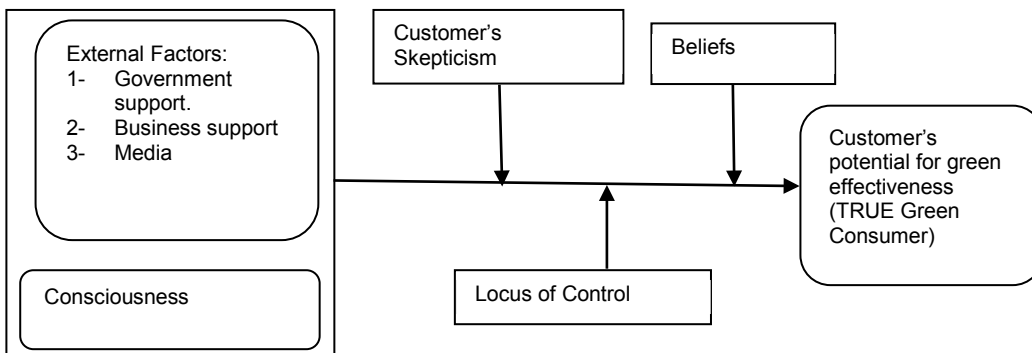 External Factors:
1- Government
support.
2- Business support
3- Media
Consciousness
Customer’s
Skepticism
Beliefs
Locus of Control
Customer’s
potential for green
effectiveness
(TRUE Green
Consumer)